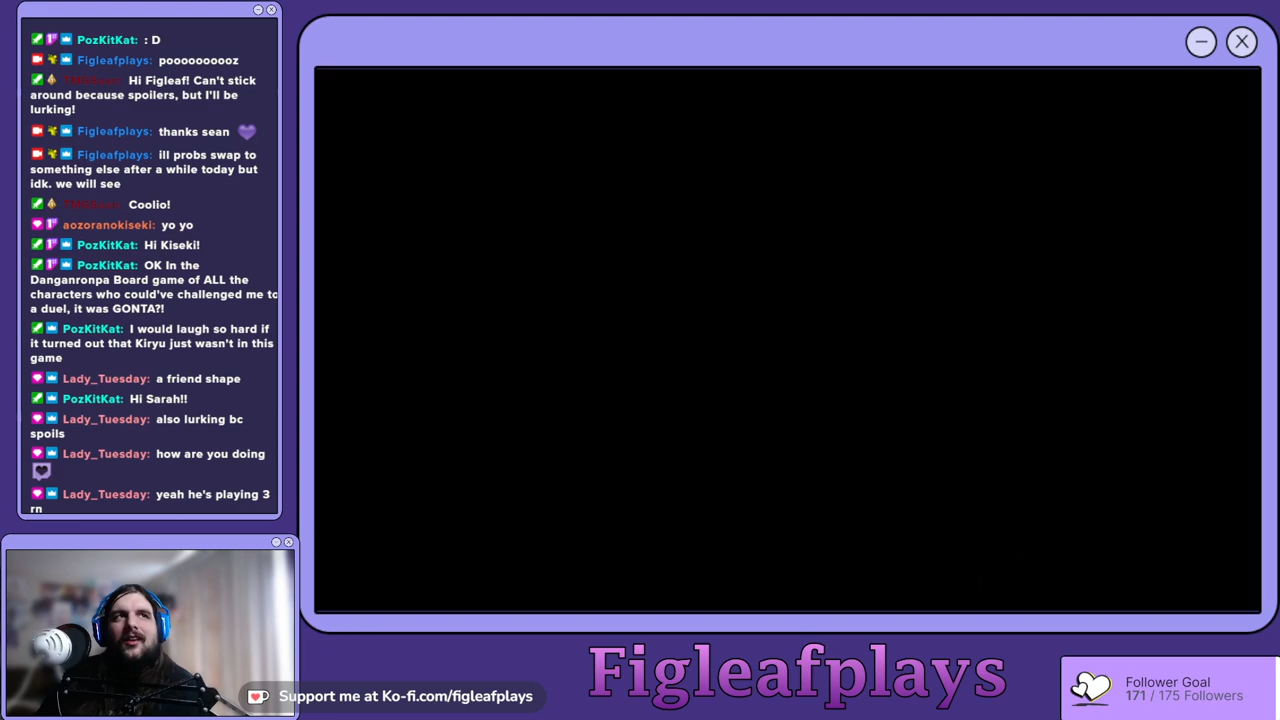 PozKitKat: : D
Figleafplays: poooooooooz
Hi Figleaf! Can't stick
around because spoilers, but I'll be
lurking!
Figleafplays: thanks sean
Figleafplays: ill probs swap to
something else after a while today but
idk. we will see
Coolio!
aozoranokiseki: yo yo
PozKitKat: Hi Kiseki!
PozKitKat: OK In the
Danganronpa Board game of ALL the
characters who could've challenged me to
a duel, it was GONTA?!
PozKitKat: I would laugh so hard if
it turned out that Kiryu just wasn't in this
game
Lady_Tuesday: a friend shape
PozKitKat: Hi Sarah!!
Lady_Tuesday: also lurking bc
spoils
Lady_Tuesday: how are you doing
Lady_Tuesday: yeah he's playing 3
rn
Support me at Ko-fi.com/figleafplays
Figleafplays
Follower Goal
171 / 175 Followers